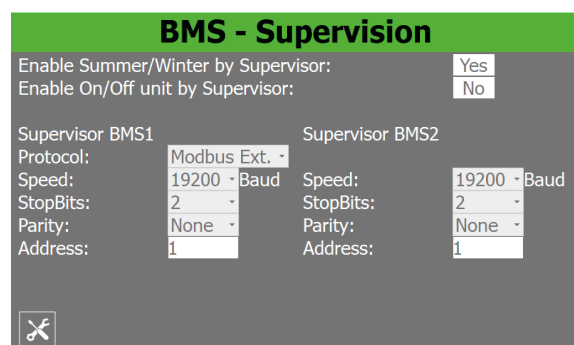 BMS - Supervision
Enable Summer/Winter by Supervisor: Yes
Enable On/Off unit by Supervisor: No
Supervisor BMS1 Supervisor BMS2
Protocol: Modbus Ext.
Speed: 19200 Baud Speed: 19200 Baud
StopBits: 2 StopBits: 2
Parity: None Parity: None
Address: 1 Address: 1